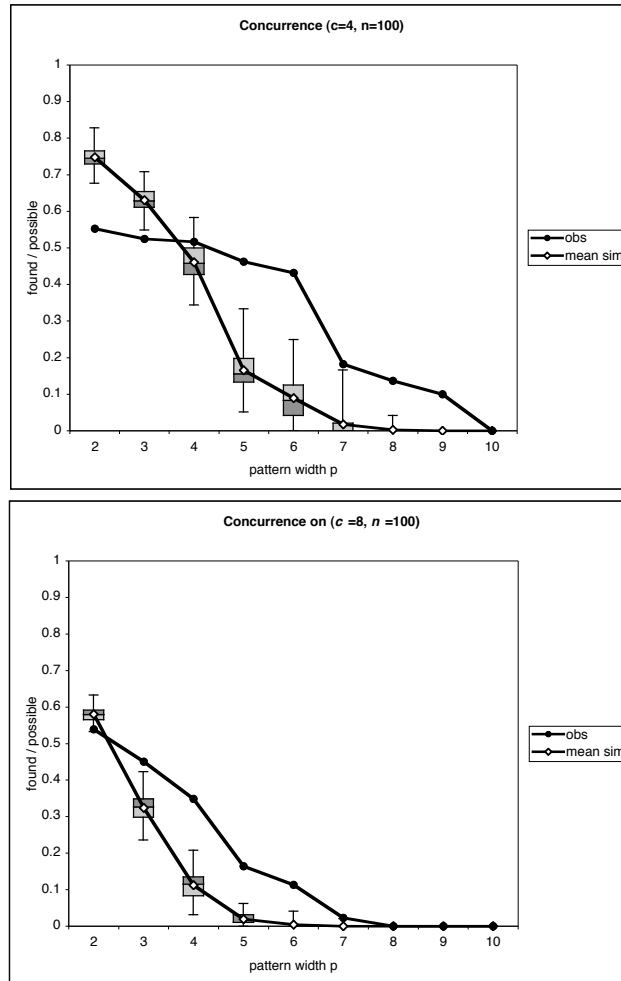 Concurrence (c=4, n=100)
1
0.9
0.8
0.7
0.6
0.5
0.4
0.3
0.2
0.1
0
found / possible
2 3 4 5 6 7 8 9 10
pattern width p
obs
mean sim
Concurrence on (c =8, n =100)
1
0.9
0.8
0.7
0.6
0.5
0.4
0.3
0.2
0.1
0
found / possible
2 3 4 5 6 7 8 9 10
pattern width p
obs
mean sim